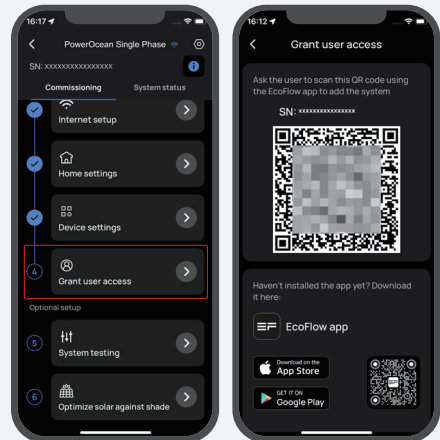 16:17
PowerOcean Single Phase
SN: xxxxxxxxxxxxxxxx
Commissioning
System status
Internet setup
Home settings
Device settings
4
Grant user access
Optional setup
5
System testing
6
Optimize solar against shade
16:12
Grant user access
Ask the user to scan this QR code using
the EcoFlow app to add the system
SN: xxxxxxxxxxxxxxxx
Haven't installed the app yet? Download
it here:
EcoFlow app
Download on the
App Store
GET IT ON
Google Play